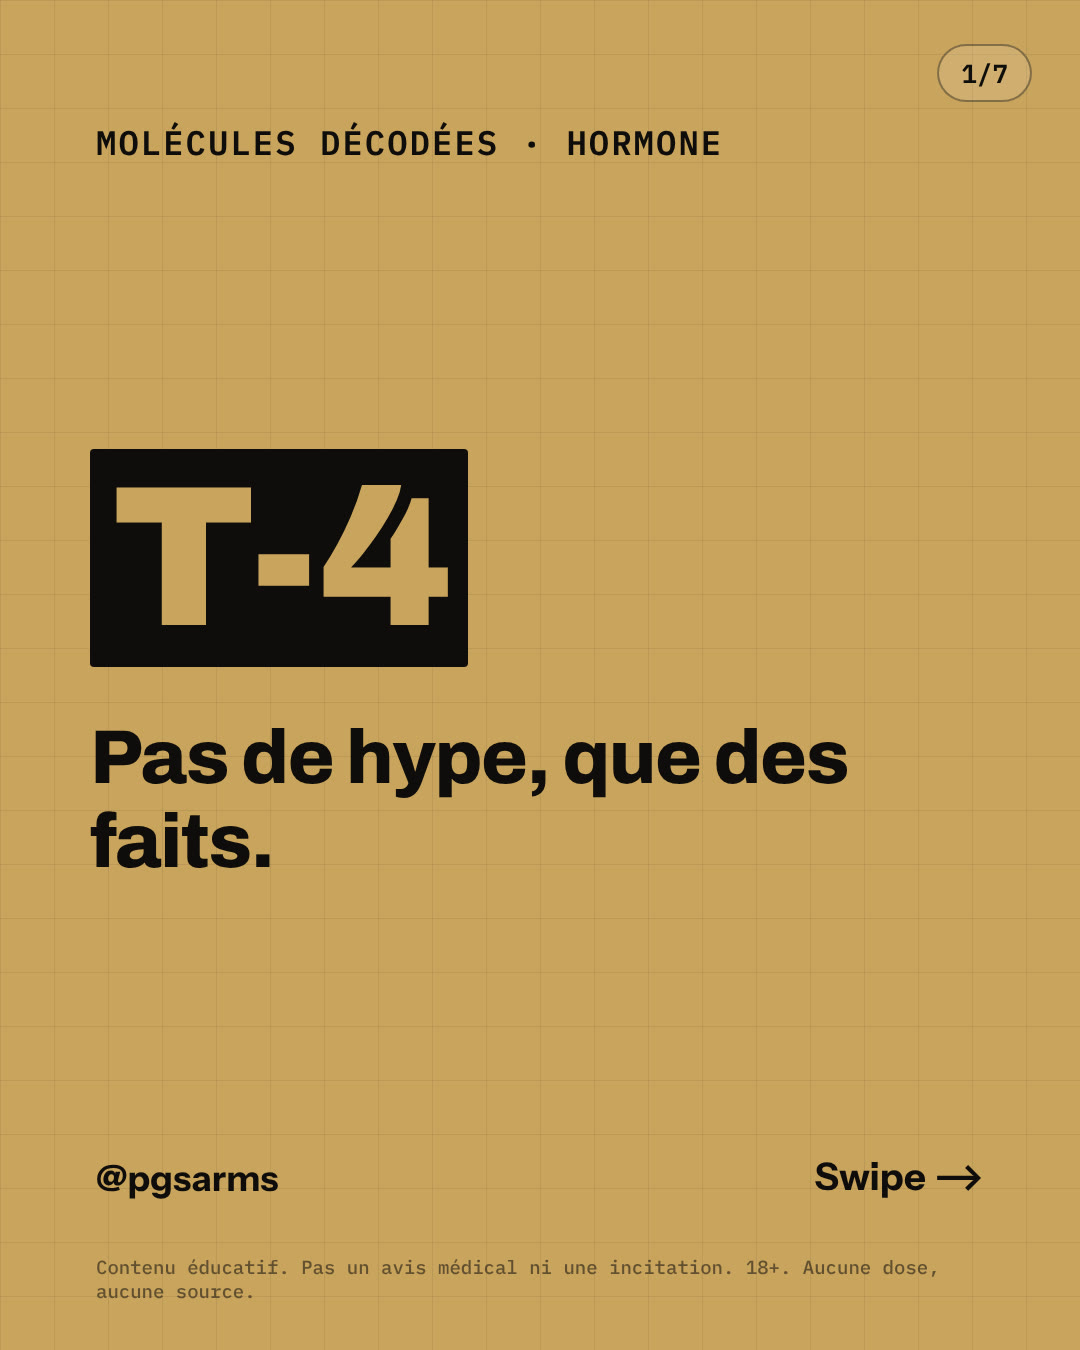 1/7
MOLÉCULES DÉCODÉES · HORMONE
T-4
Pas de hype, que des
faits.
@pgsarms
Swipe →
Contenu éducatif. Pas un avis médical ni une incitation. 18+. Aucune dose,
aucune source.